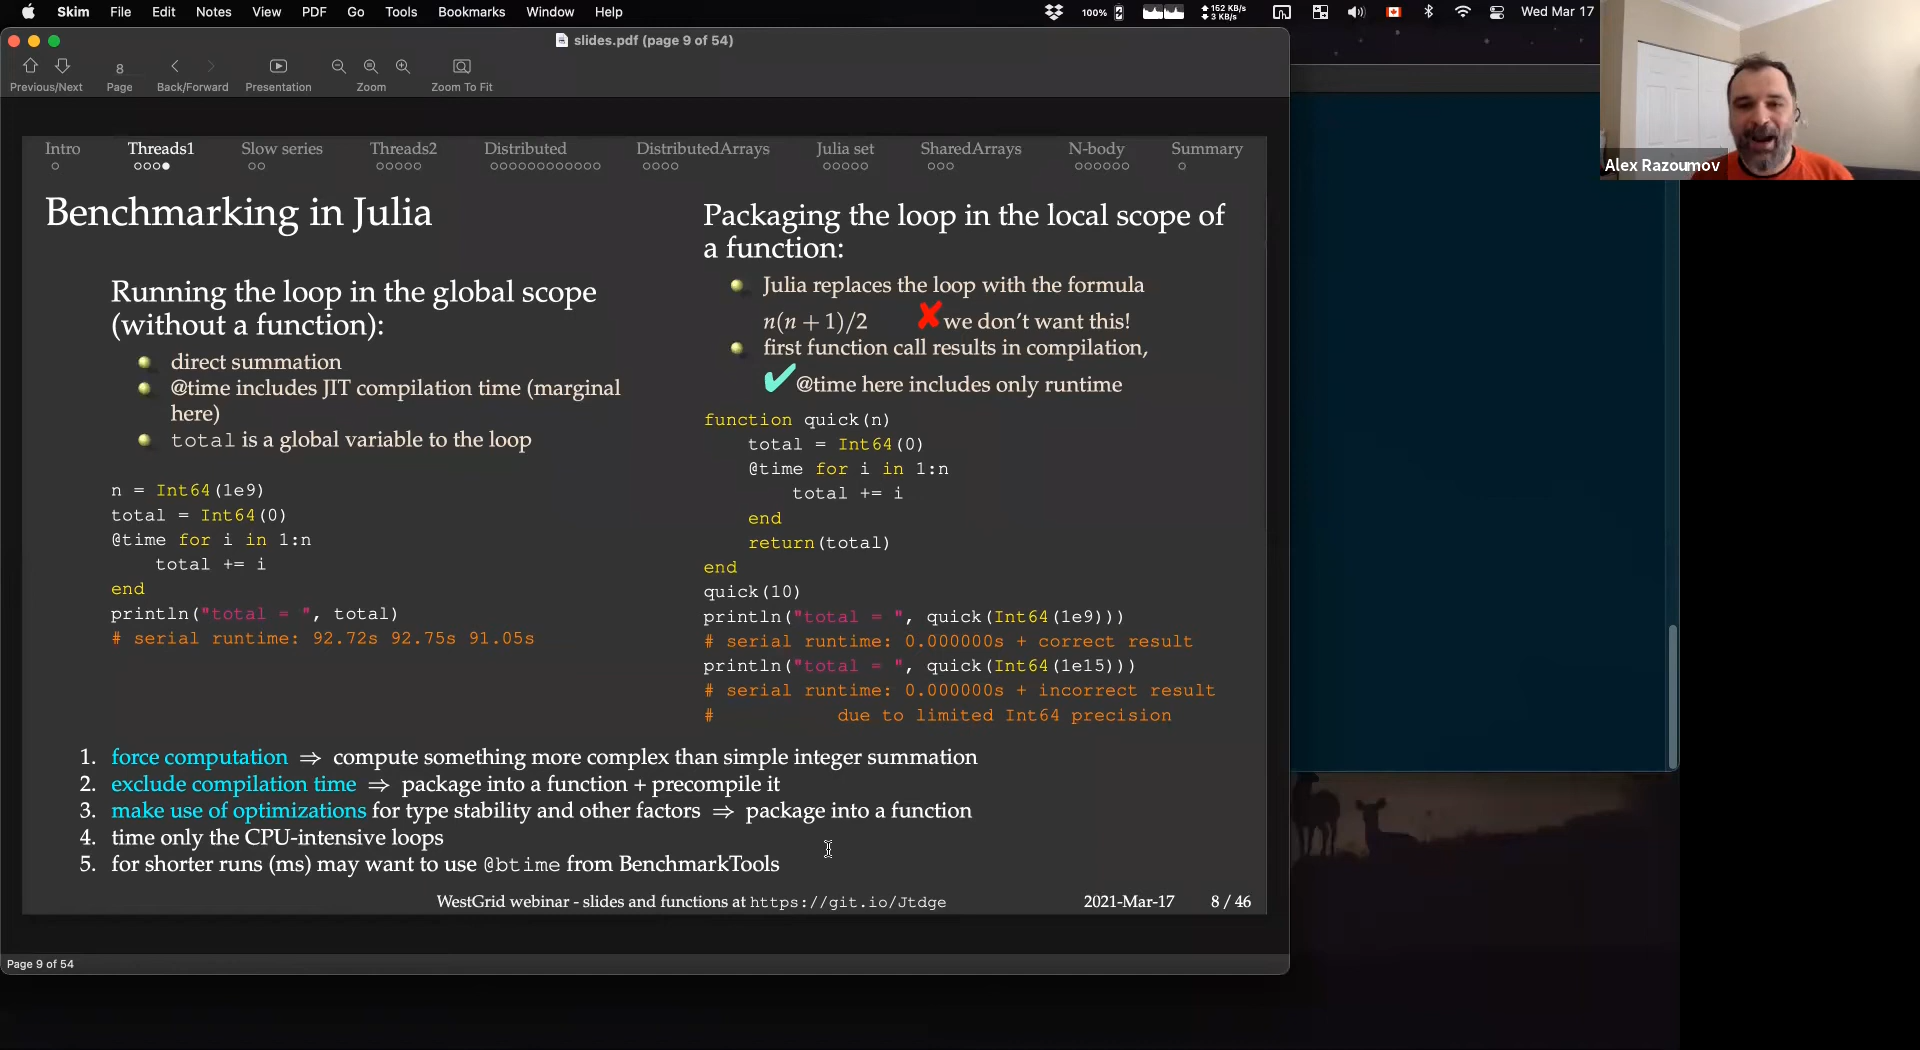 Skim File Edit Notes View PDF Go Tools Bookmarks Window Help 100% 152 KB/s 3 KB/s Wed Mar 17
slides.pdf (page 9 of 54)
8
Previous/Next Page Back/Forward Presentation Zoom Zoom To Fit
Alex Razoumov
Intro Threads1 Slow series Threads2 Distributed DistributedArrays Julia set SharedArrays N-body Summary
Benchmarking in Julia
Running the loop in the global scope
(without a function):
direct summation
@time includes JIT compilation time (marginal
here)
total is a global variable to the loop
n = Int64(1e9)
total = Int64(0)
@time for i in 1:n
total += i
end
println("total = ", total)
# serial runtime: 92.72s 92.75s 91.05s
Packaging the loop in the local scope of
a function:
Julia replaces the loop with the formula
n(n + 1)/2 ✘ we don't want this!
first function call results in compilation,
✔ @time here includes only runtime
function quick(n)
total = Int64(0)
@time for i in 1:n
total += i
end
return(total)
end
quick(10)
println("total = ", quick(Int64(1e9)))
# serial runtime: 0.000000s + correct result
println("total = ", quick(Int64(1e15)))
# serial runtime: 0.000000s + incorrect result
# due to limited Int64 precision
1. force computation ⇒ compute something more complex than simple integer summation
2. exclude compilation time ⇒ package into a function + precompile it
3. make use of optimizations for type stability and other factors ⇒ package into a function
4. time only the CPU-intensive loops
5. for shorter runs (ms) may want to use @btime from BenchmarkTools
WestGrid webinar - slides and functions at https://git.io/Jtdge 2021-Mar-17 8 / 46
Page 9 of 54